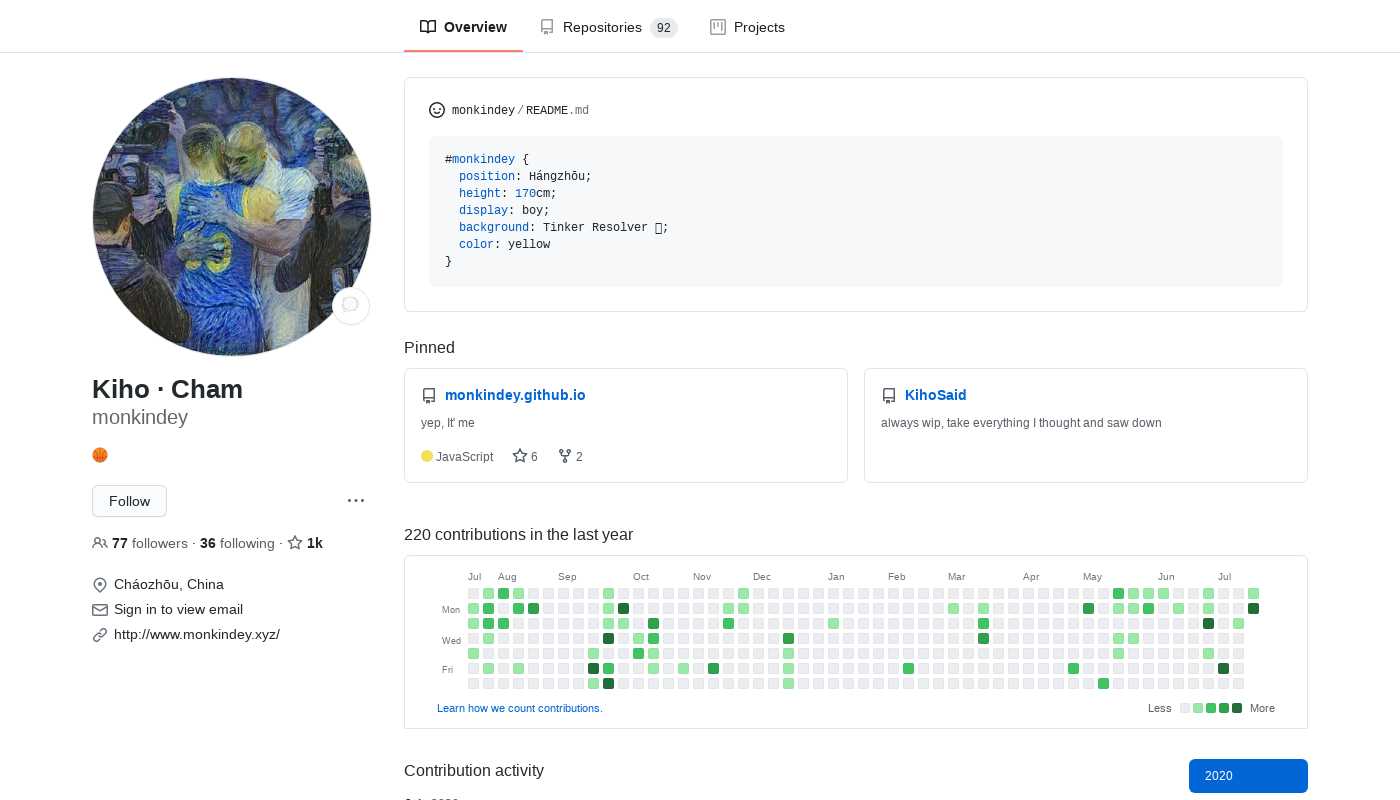 Overview
Repositories 92
Projects
monkindey/README.md
#monkindey {
position: Hángzhōu;
height: 170cm;
display: boy;
background: Tinker Resolver ;
color: yellow
}
Kiho · Cham
monkindey
Follow
77 followers · 36 following · 1k
Cháozhōu, China
Sign in to view email
http://www.monkindey.xyz/
Pinned
monkindey.github.io
yep, It' me
JavaScript 6 2
KihoSaid
always wip, take everything I thought and saw down
220 contributions in the last year
Jul Aug Sep Oct Nov Dec Jan Feb Mar Apr May Jun Jul
Mon
Wed
Fri
Learn how we count contributions.
Less More
Contribution activity
2020